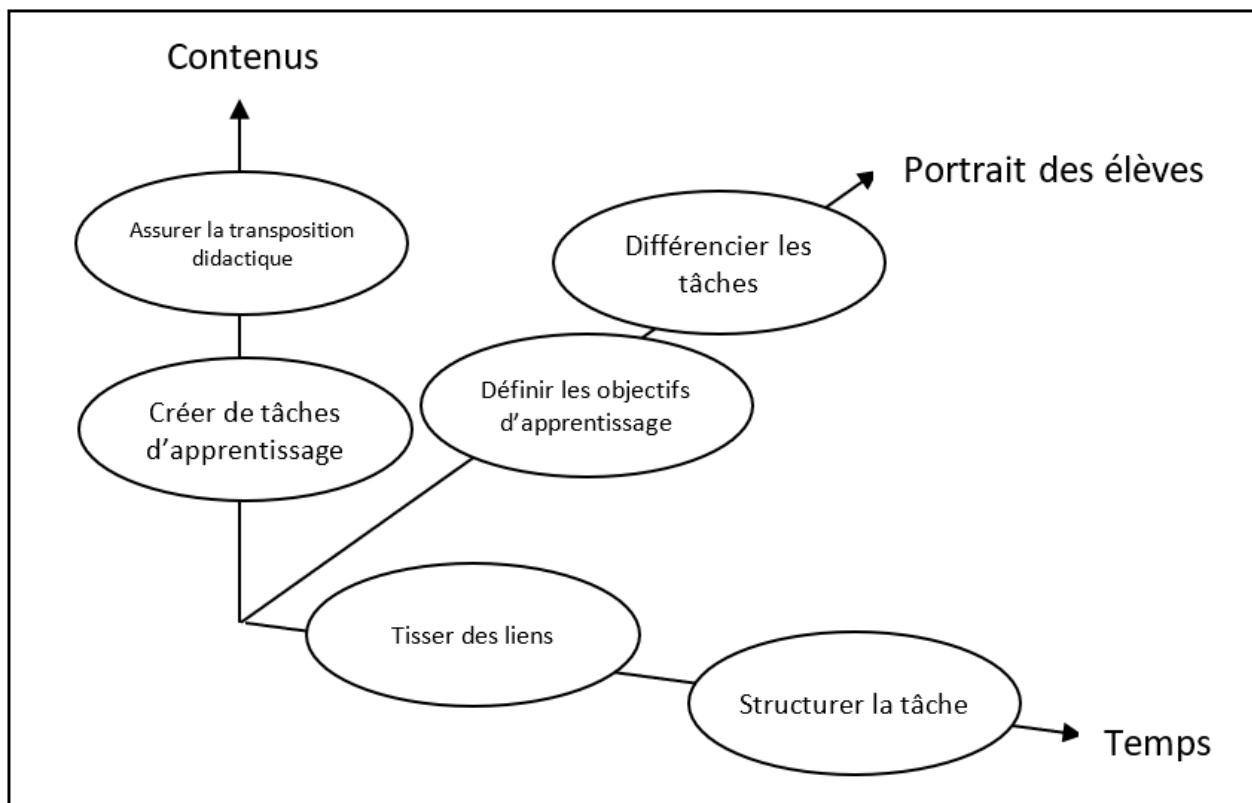 Contenus
Portrait des élèves
Assurer la transposition
didactique
Différencier les
tâches
Créer de tâches
d’apprentissage
Définir les objectifs
d’apprentissage
Tisser des liens
Structurer la tâche
Temps